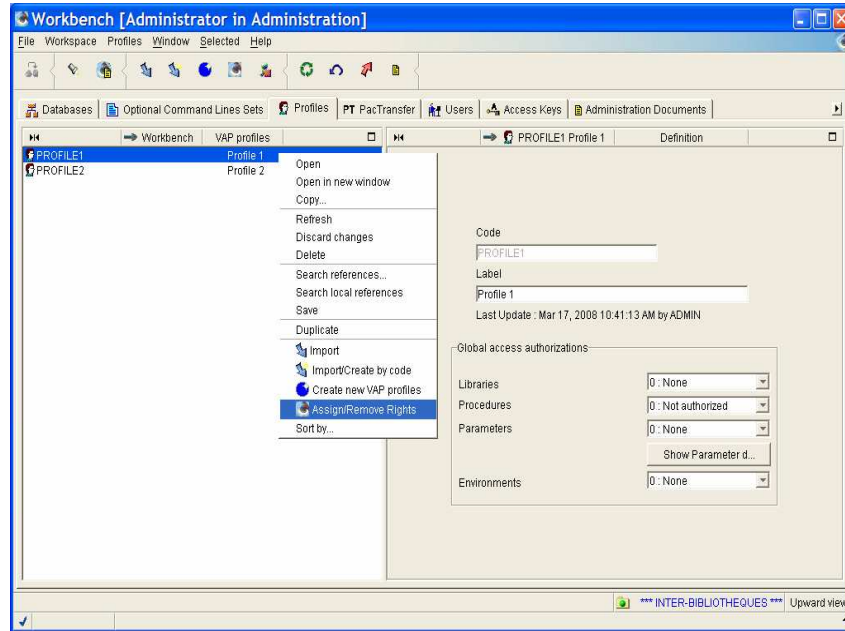 Workbench [Administrator in Administration]
File Workspace Profiles Window Selected Help
Databases Optional Command Lines Sets Profiles PT PacTransfer Users Access Keys Administration Documents
Workbench VAP profiles
PROFILE1 Profile 1
PROFILE2 Profile 2
Open
Open in new window
Copy...
Refresh
Discard changes
Delete
Search references...
Search local references
Save
Duplicate
Import
Import/Create by code
Create new VAP profiles
Assign/Remove Rights
Sort by...
PROFILE1 Profile 1 Definition
Code
PROFILE1
Label
Profile 1
Last Update : Mar 17, 2008 10:41:13 AM by ADMIN
Global access authorizations
Libraries 0 : None
Procedures 0 : Not authorized
Parameters 0 : None
Show Parameter d...
Environments 0 : None
*** INTER-BIBLIOTHEQUES *** Upward view